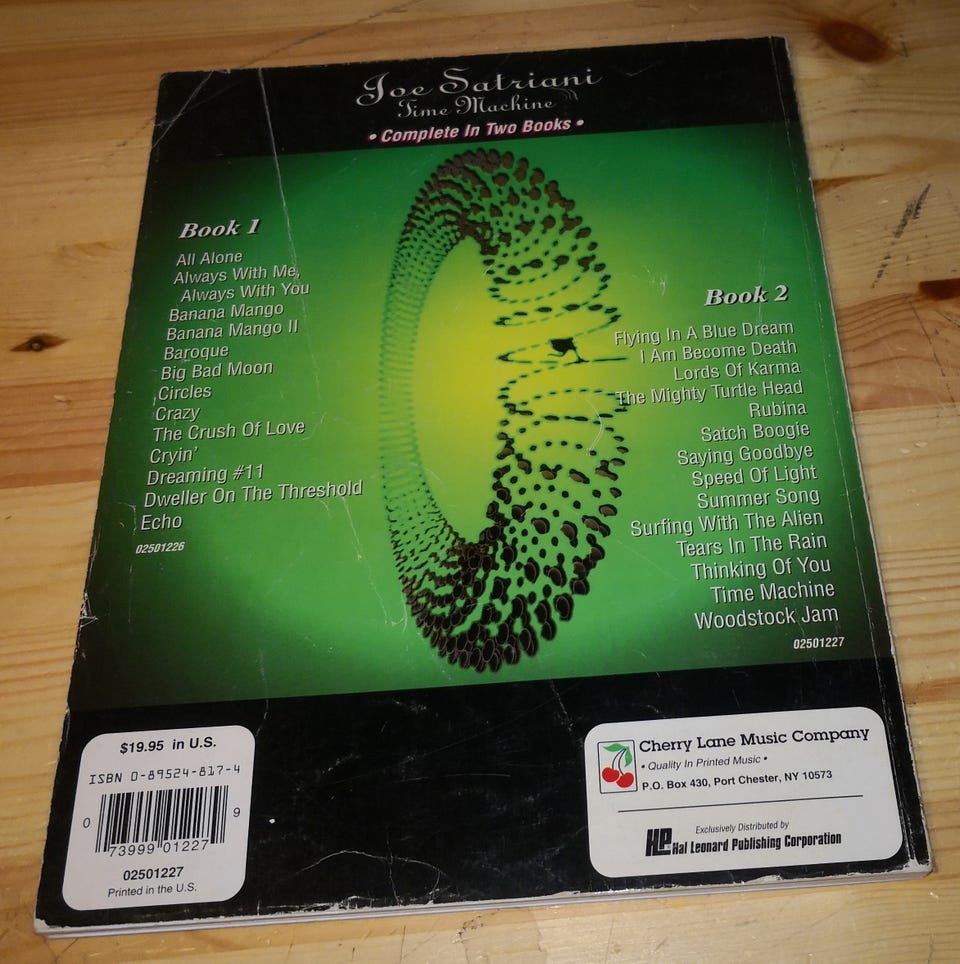 Joe Satriani
Time Machine
• Complete In Two Books •
Book 1
All Alone
Always With Me,
Always With You
Banana Mango
Banana Mango II
Baroque
Big Bad Moon
Circles
Crazy
The Crush Of Love
Cryin'
Dreaming #11
Dweller On The Threshold
Echo
02501226
Book 2
Flying In A Blue Dream
I Am Become Death
Lords Of Karma
The Mighty Turtle Head
Rubina
Satch Boogie
Saying Goodbye
Speed Of Light
Summer Song
Surfing With The Alien
Tears In The Rain
Thinking Of You
Time Machine
Woodstock Jam
02501227
$19.95 in U.S.
ISBN 0-89524-817-4
0 73999 01227 9
02501227
Printed in the U.S.
Cherry Lane Music Company
• Quality In Printed Music •
P.O. Box 430, Port Chester, NY 10573
Exclusively Distributed by
HL Hal Leonard Publishing Corporation